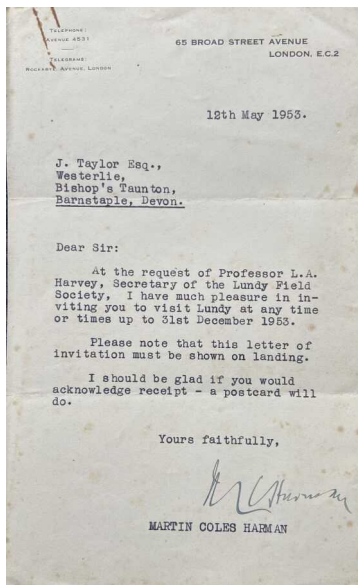 TELEPHONE:
AVENUE 4531
TELEGRAMS:
AVENUE, LONDON
65 BROAD STREET AVENUE
LONDON, E.C.2
12th May 1953.
J. Taylor Esq.,
Westerlie,
Bishop's Taunton,
Barnstaple, Devon.
Dear Sir:
At the request of Professor L.A.
Harvey, Secretary of the Lundy Field
Society, I have much pleasure in in-
viting you to visit Lundy at any time
or times up to 31st December 1953.
Please note that this letter of
invitation must be shown on landing.
I should be glad if you would
acknowledge receipt - a postcard will
do.
Yours faithfully,
M C Harman
MARTIN COLES HARMAN